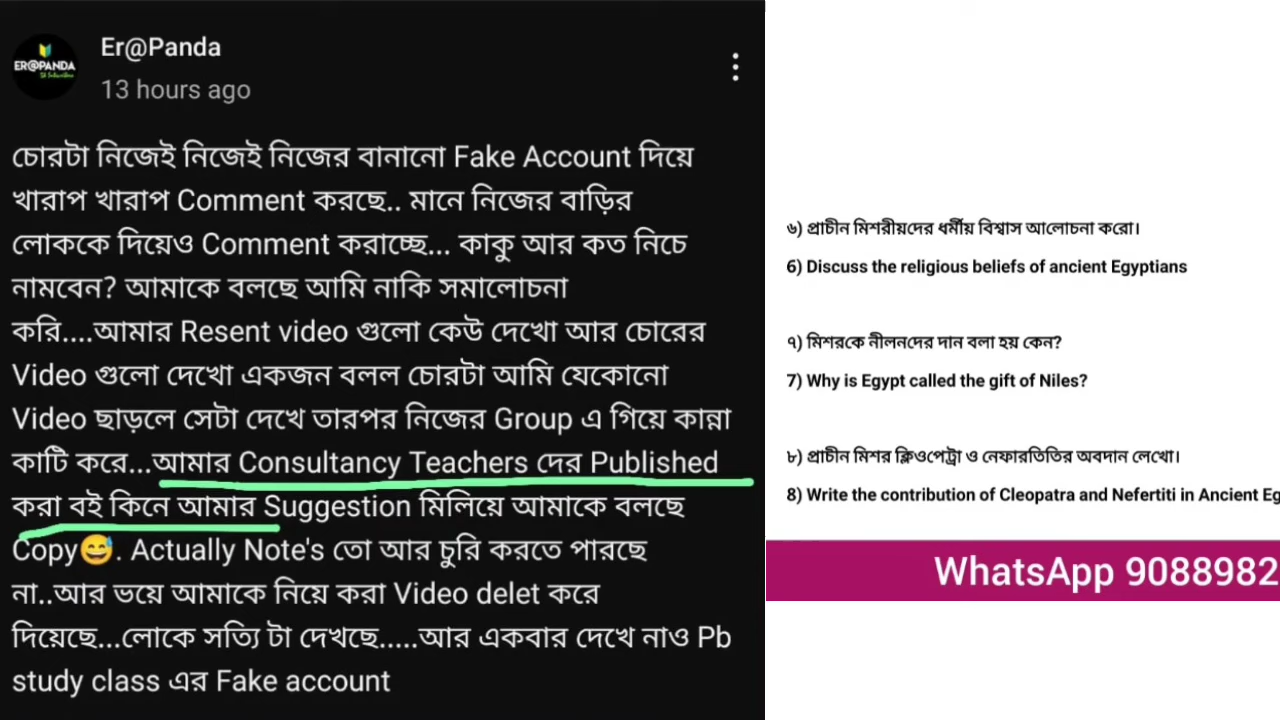 Er@Panda
13 hours ago
ER@PANDA
চোরটা নিজেই নিজেই নিজের বানানো Fake Account দিয়ে
খারাপ খারাপ Comment করছে.. মানে নিজের বাড়ির
লোককে দিয়েও Comment করাচ্ছে... কাকু আর কত নিচে
নামবেন? আমাকে বলছে আমি নাকি সমালোচনা
করি....আমার Resent video গুলো কেউ দেখো আর চোরের
Video গুলো দেখো একজন বলল চোরটা আমি যেকোনো
Video ছাড়লে সেটা দেখে তারপর নিজের Group এ গিয়ে কান্না
কাটি করে...আমার Consultancy Teachers দের Published
করা বই কিনে আমার Suggestion মিলিয়ে আমাকে বলছে
Copy😅. Actually Note's তো আর চুরি করতে পারছে
না..আর ভয়ে আমাকে নিয়ে করা Video delet করে
দিয়েছে...লোকে সত্যি টা দেখছে.....আর একবার দেখে নাও Pb
study class এর Fake account
৬) প্রাচীন মিশরীয়দের ধর্মীয় বিশ্বাস আলোচনা করো।
6) Discuss the religious beliefs of ancient Egyptians
৭) মিশরকে নীলনদের দান বলা হয় কেন?
7) Why is Egypt called the gift of Niles?
৮) প্রাচীন মিশর ক্লিওপেট্রা ও নেফারতিতির অবদান লেখো।
8) Write the contribution of Cleopatra and Nefertiti in Ancient Eg
WhatsApp 9088982